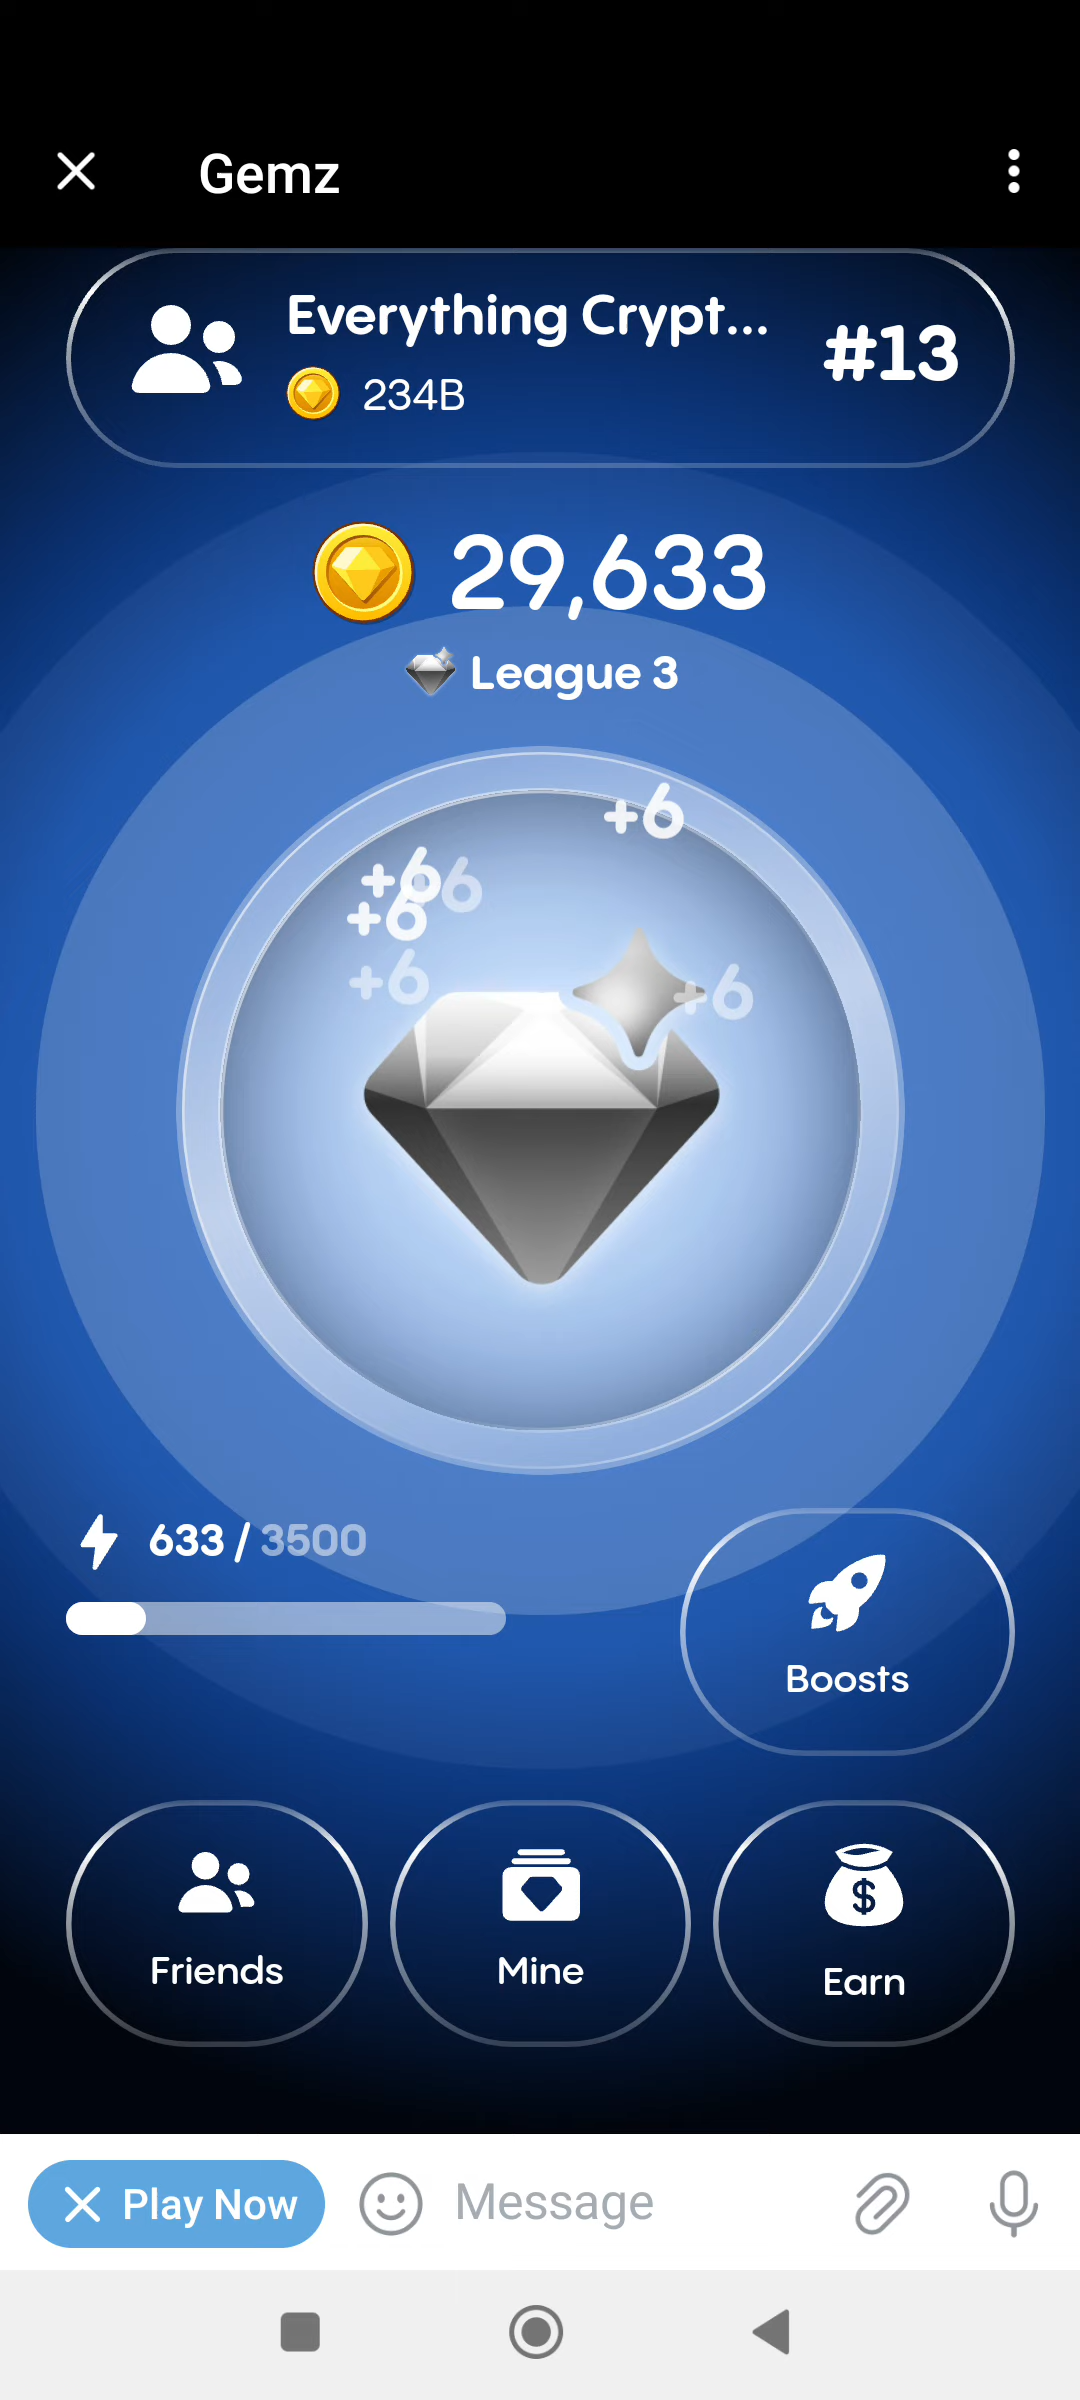 Gemz
Everything Crypt...
234B
#13
29,633
League 3
+6
+6
+6
+6
+6
+6
633 / 3500
Boosts
Friends
Mine
$
Earn
Play Now
Message